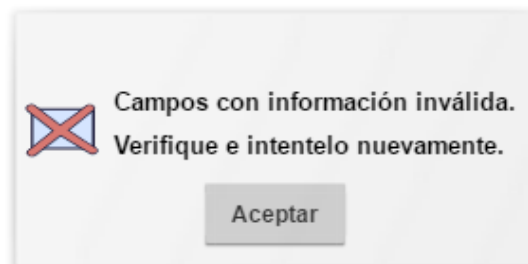 Campos con información inválida.
Verifique e intentelo nuevamente.
Aceptar